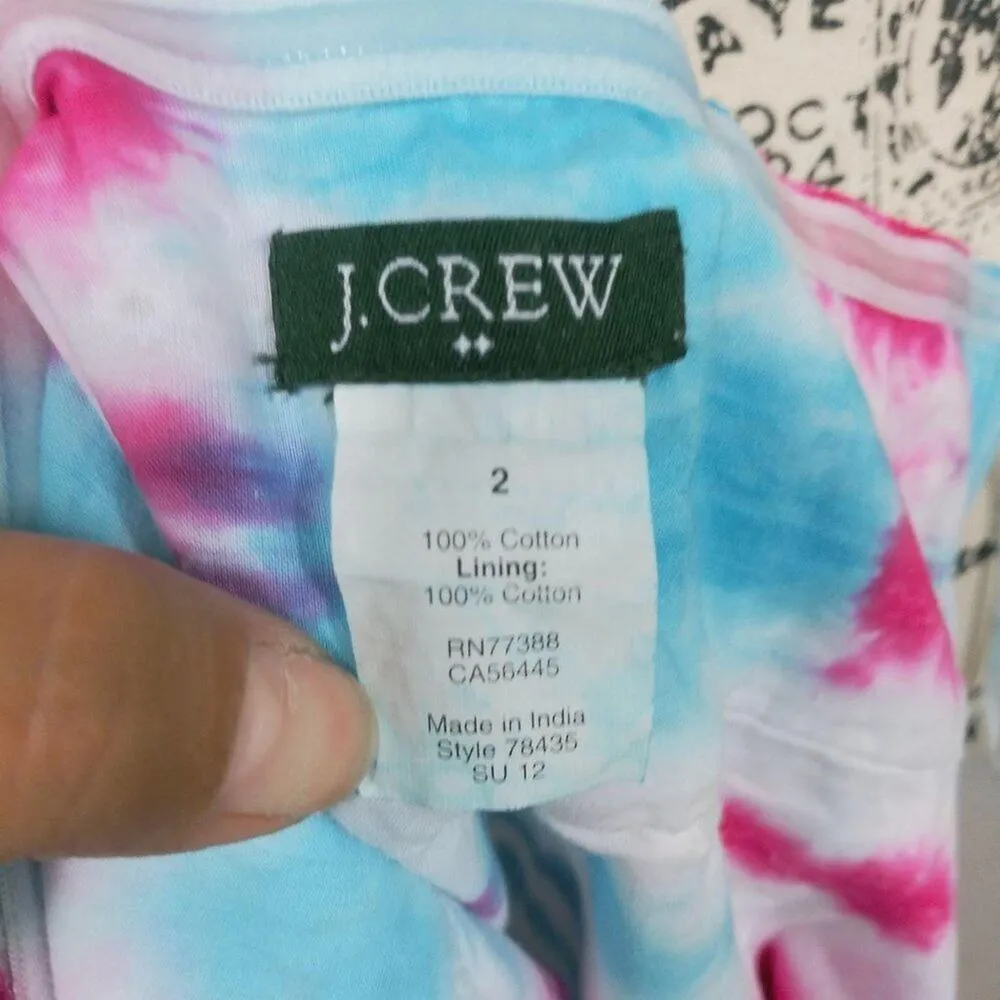 J.CREW
2
100% Cotton
Lining:
100% Cotton
RN77388
CA56445
Made in India
Style 78435
SU 12